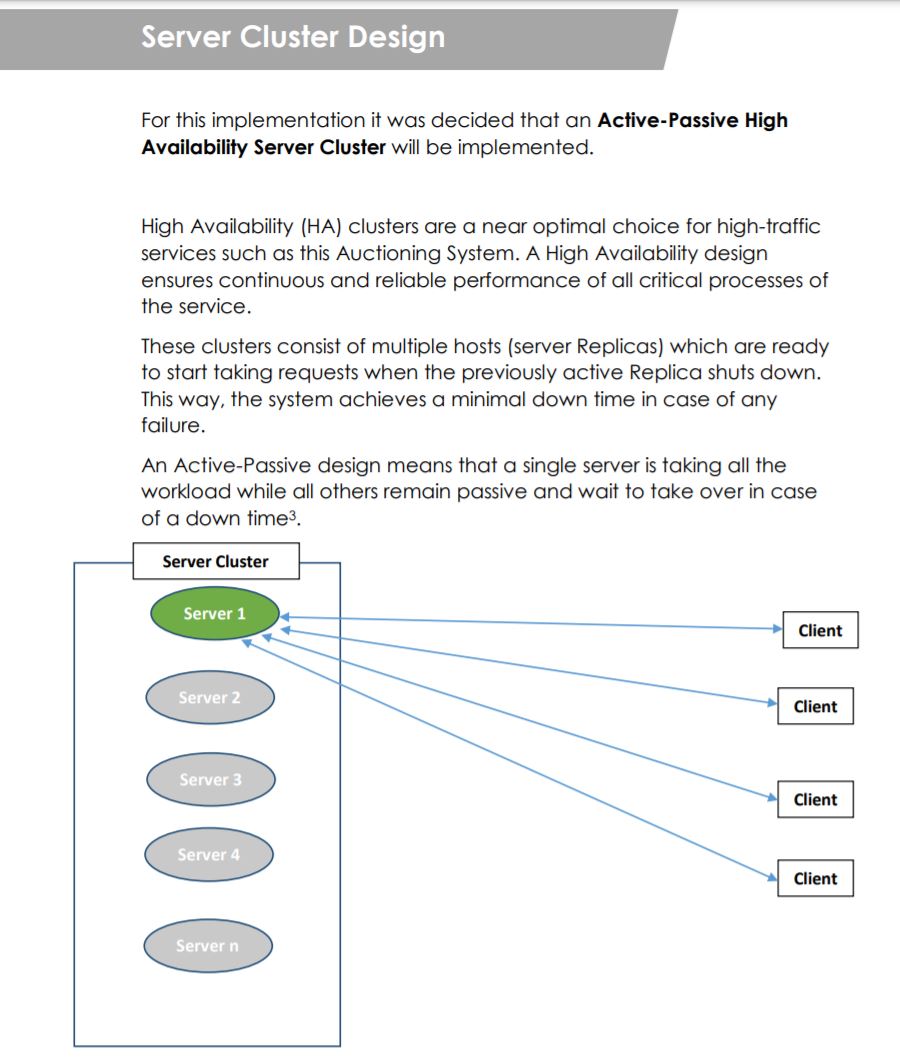 Server Cluster Design
For this implementation it was decided that an Active-Passive High
Availability Server Cluster will be implemented.
High Availability (HA) clusters are a near optimal choice for high-traffic
services such as this Auctioning System. A High Availability design
ensures continuous and reliable performance of all critical processes of
the service.
These clusters consist of multiple hosts (server Replicas) which are ready
to start taking requests when the previously active Replica shuts down.
This way, the system achieves a minimal down time in case of any
failure.
An Active-Passive design means that a single server is taking all the
workload while all others remain passive and wait to take over in case
of a down time³.
Server Cluster
Server 1
Client
Server 2
Client
Server 3
Client
Server 4
Client
Server n